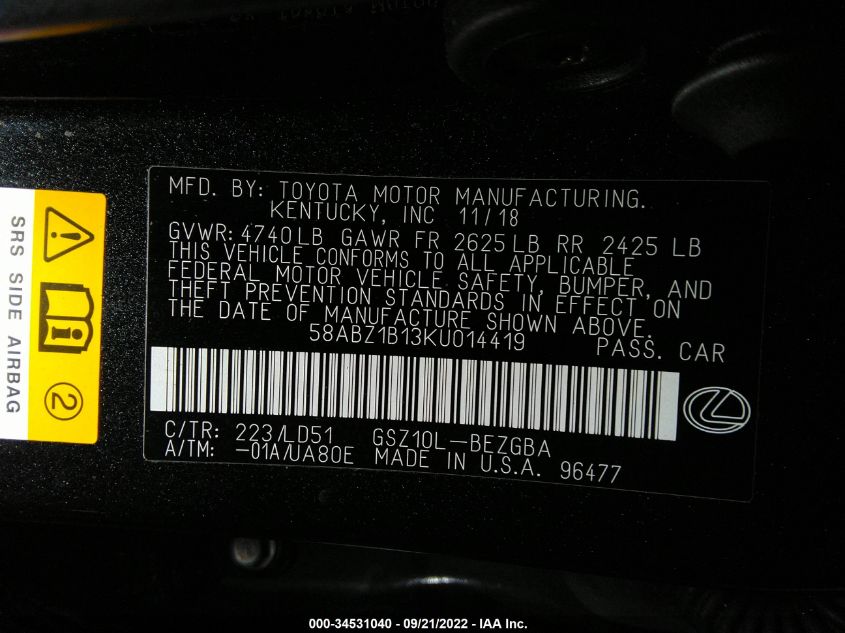 TOYOTA MOTOR
MFD. BY: TOYOTA MOTOR MANUFACTURING.
KENTUCKY, INC 11/18
GVWR: 4740LB GAWR FR 2625LB RR 2425 LB
THIS VEHICLE CONFORMS TO ALL APPLICABLE
FEDERAL MOTOR VEHICLE SAFETY, BUMPER, AND
THEFT PREVENTION STANDARDS IN EFFECT ON
THE DATE OF MANUFACTURE SHOWN ABOVE.
58ABZ1B13KU014419 PASS. CAR
C/TR: 223/LD51 GSZ10L-BEZGBA
A/TM: -01A/UA80E MADE IN U.S.A. 96477
SRS SIDE AIRBAG
2
000-34531040 - 09/21/2022 - IAA Inc.